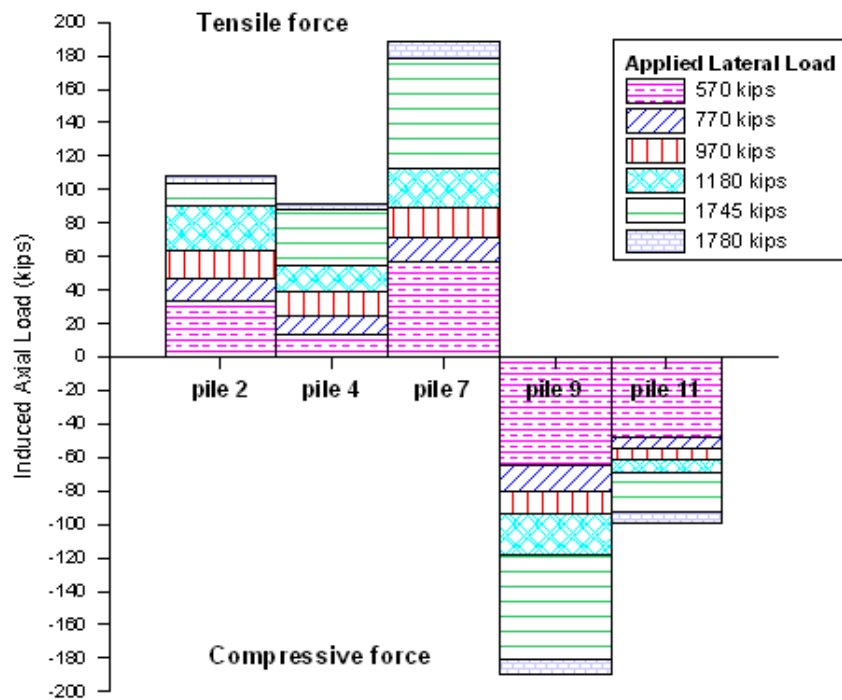 Tensile force
200
180
160
140
120
100
80
60
40
20
0
-20
-40
-60
-80
-100
-120
-140
-160
-180
-200
Induced Axial Load (kips)
Applied Lateral Load
570 kips
770 kips
970 kips
1180 kips
1745 kips
1780 kips
pile 2 pile 4 pile 7 pile 9 pile 11
Compressive force